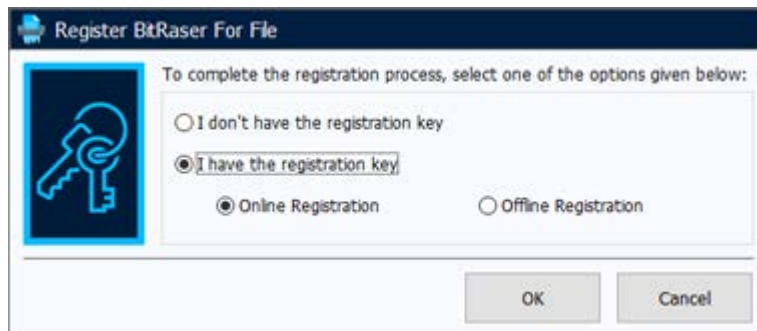 Register BitRaser For File
To complete the registration process, select one of the options given below:
I don't have the registration key
I have the registration key
Online Registration Offline Registration
OK Cancel